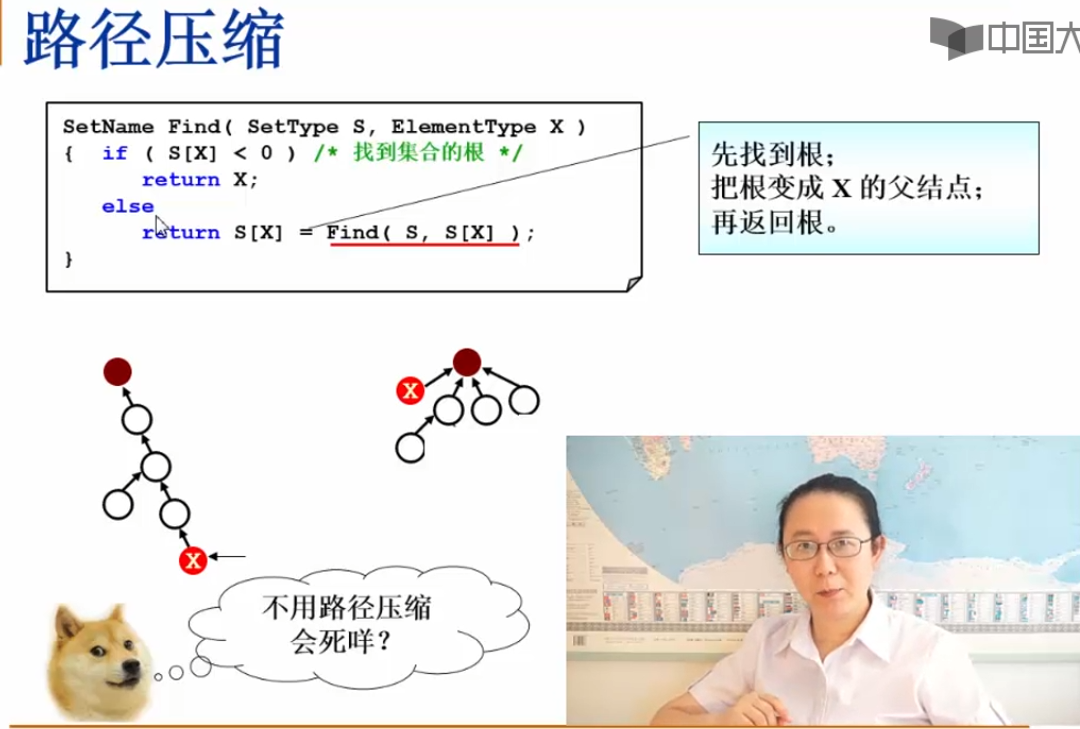 路径压缩
中国大
SetName Find( SetType S, ElementType X )
{ if ( S[X] < 0 ) /* 找到集合的根 */
return X;
else
return S[X] = Find( S, S[X] );
}
先找到根；
把根变成 X 的父结点；
再返回根。
X
X
不用路径压缩
会死咩？